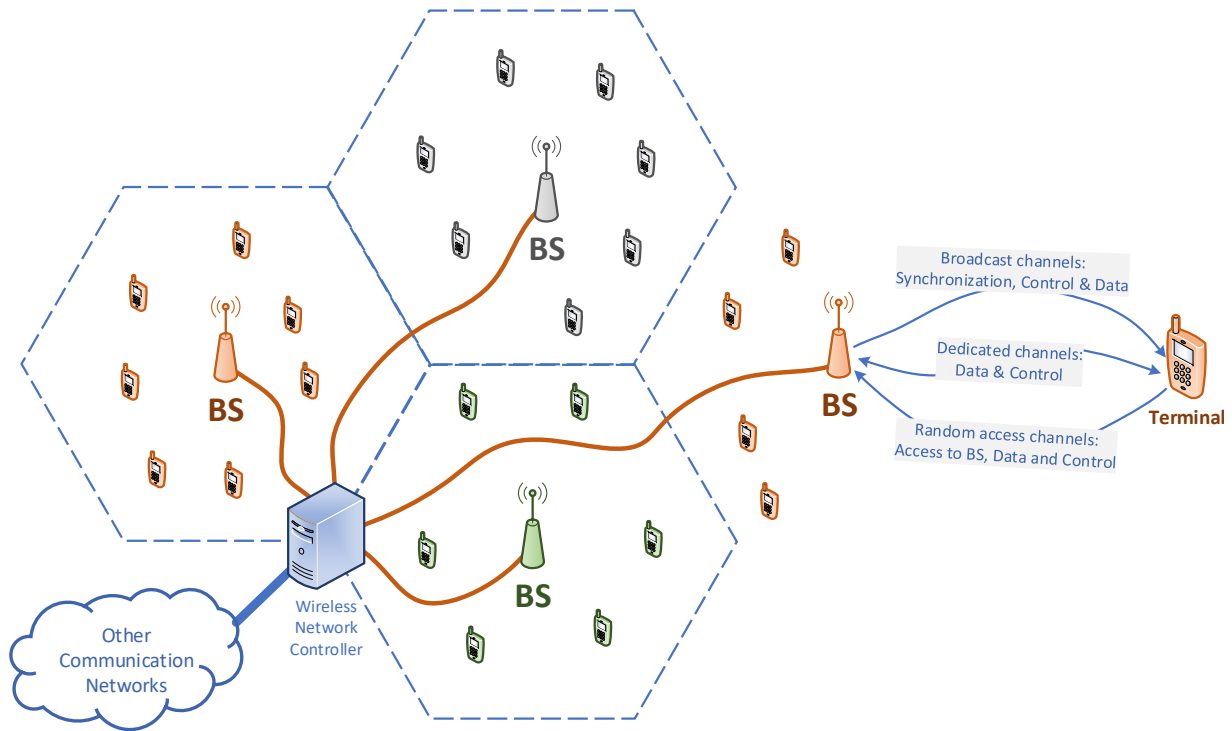 BS
BS
Broadcast channels:
Synchronization, Control & Data
Dedicated channels:
Data & Control
BS
Terminal
Random access channels:
Access to BS, Data and Control
BS
Wireless
Network
Controller
Other
Communication
Networks